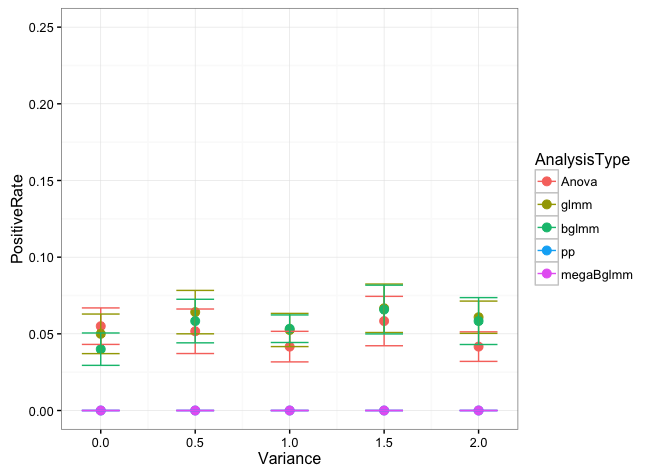 PositiveRate
0.25
0.20
0.15
0.10
0.05
0.00
0.0 0.5 1.0 1.5 2.0
Variance
AnalysisType
Anova
glmm
bglmm
pp
megaBglmm